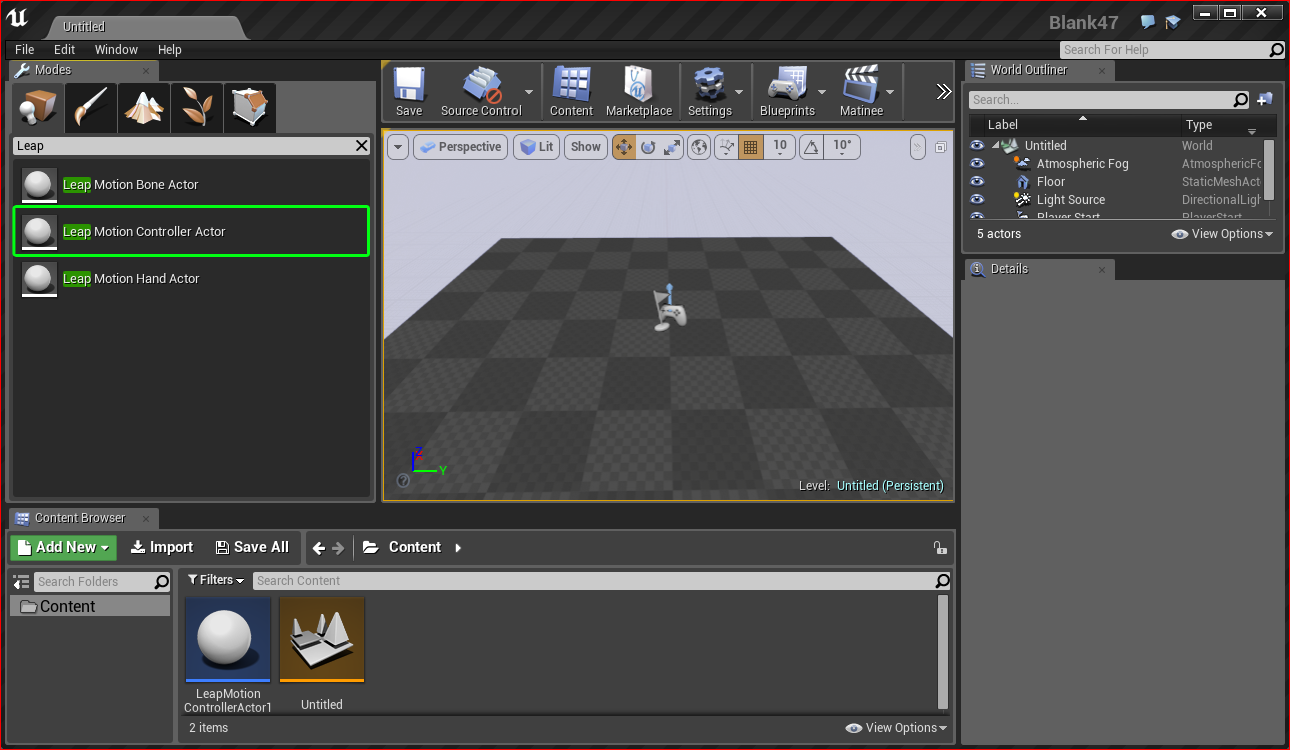 Untitled
Blank47
File Edit Window Help
Search For Help
Modes
Leap
Leap Motion Bone Actor
Leap Motion Controller Actor
Leap Motion Hand Actor
Save
Source Control
Content
Marketplace
Settings
Blueprints
Matinee
Perspective
Lit
Show
10
10°
Z
Y
Level: Untitled (Persistent)
World Outliner
Search...
Label Type
Untitled World
Atmospheric Fog AtmosphericFo
Floor StaticMeshAct
Light Source DirectionalLigh
Player Start PlayerStart
5 actors
View Options
Details
Content Browser
Add New
Import
Save All
Content
Search Folders
Content
Filters
Search Content
LeapMotion
ControllerActor1
Untitled
2 items
View Options